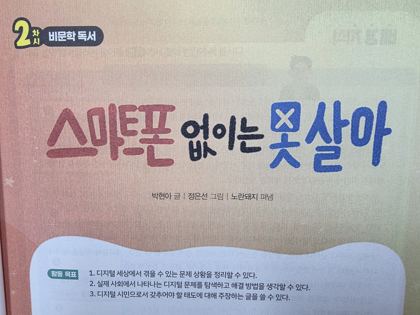 2차시 비문학 독서
스마트폰 없이는 못 살아
박현아 글 | 정은선 그림 | 노란돼지 펴냄
활동 목표
1. 디지털 세상에서 겪을 수 있는 문제 상황을 정리할 수 있다.
2. 실제 사회에서 나타나는 디지털 문제를 탐색하고 해결 방법을 생각할 수 있다.
3. 디지털 시민으로서 갖추어야 할 태도에 대해 주장하는 글을 쓸 수 있다.